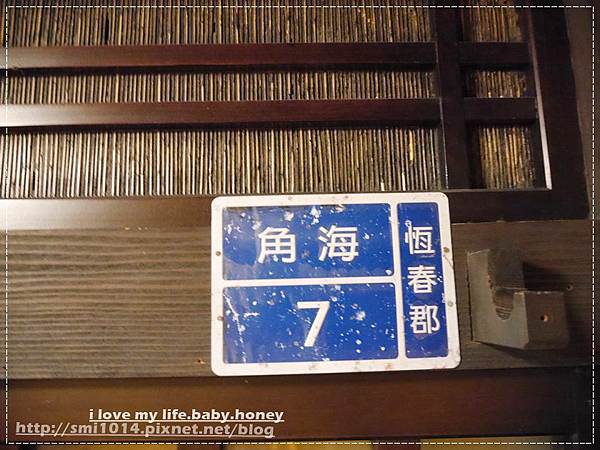 恆春郡
角海
7
i love my life.baby.honey
http://smi1014.pixnet.net/blog